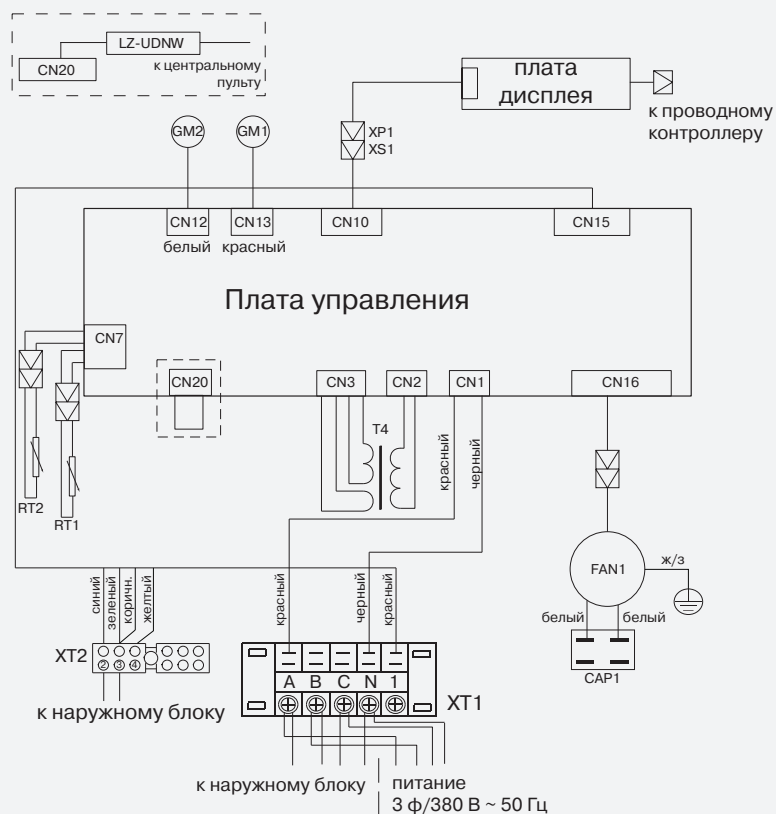 LZ-UDNW
CN20
к центральному
пульту
плата
дисплея
к проводному
контроллеру
GM2
GM1
XP1
XS1
CN12
CN13
CN10
CN15
белый
красный
Плата управления
CN7
CN20
CN3
CN2
CN1
CN16
T4
красный
черный
RT2
RT1
FAN1
ж/з
белый
белый
CAP1
синий
зеленый
коричн.
желтый
красный
черный
красный
XT2
2 3 4
A B C N 1
XT1
к наружному блоку
к наружному блоку
питание
3 ф/380 В ~ 50 Гц